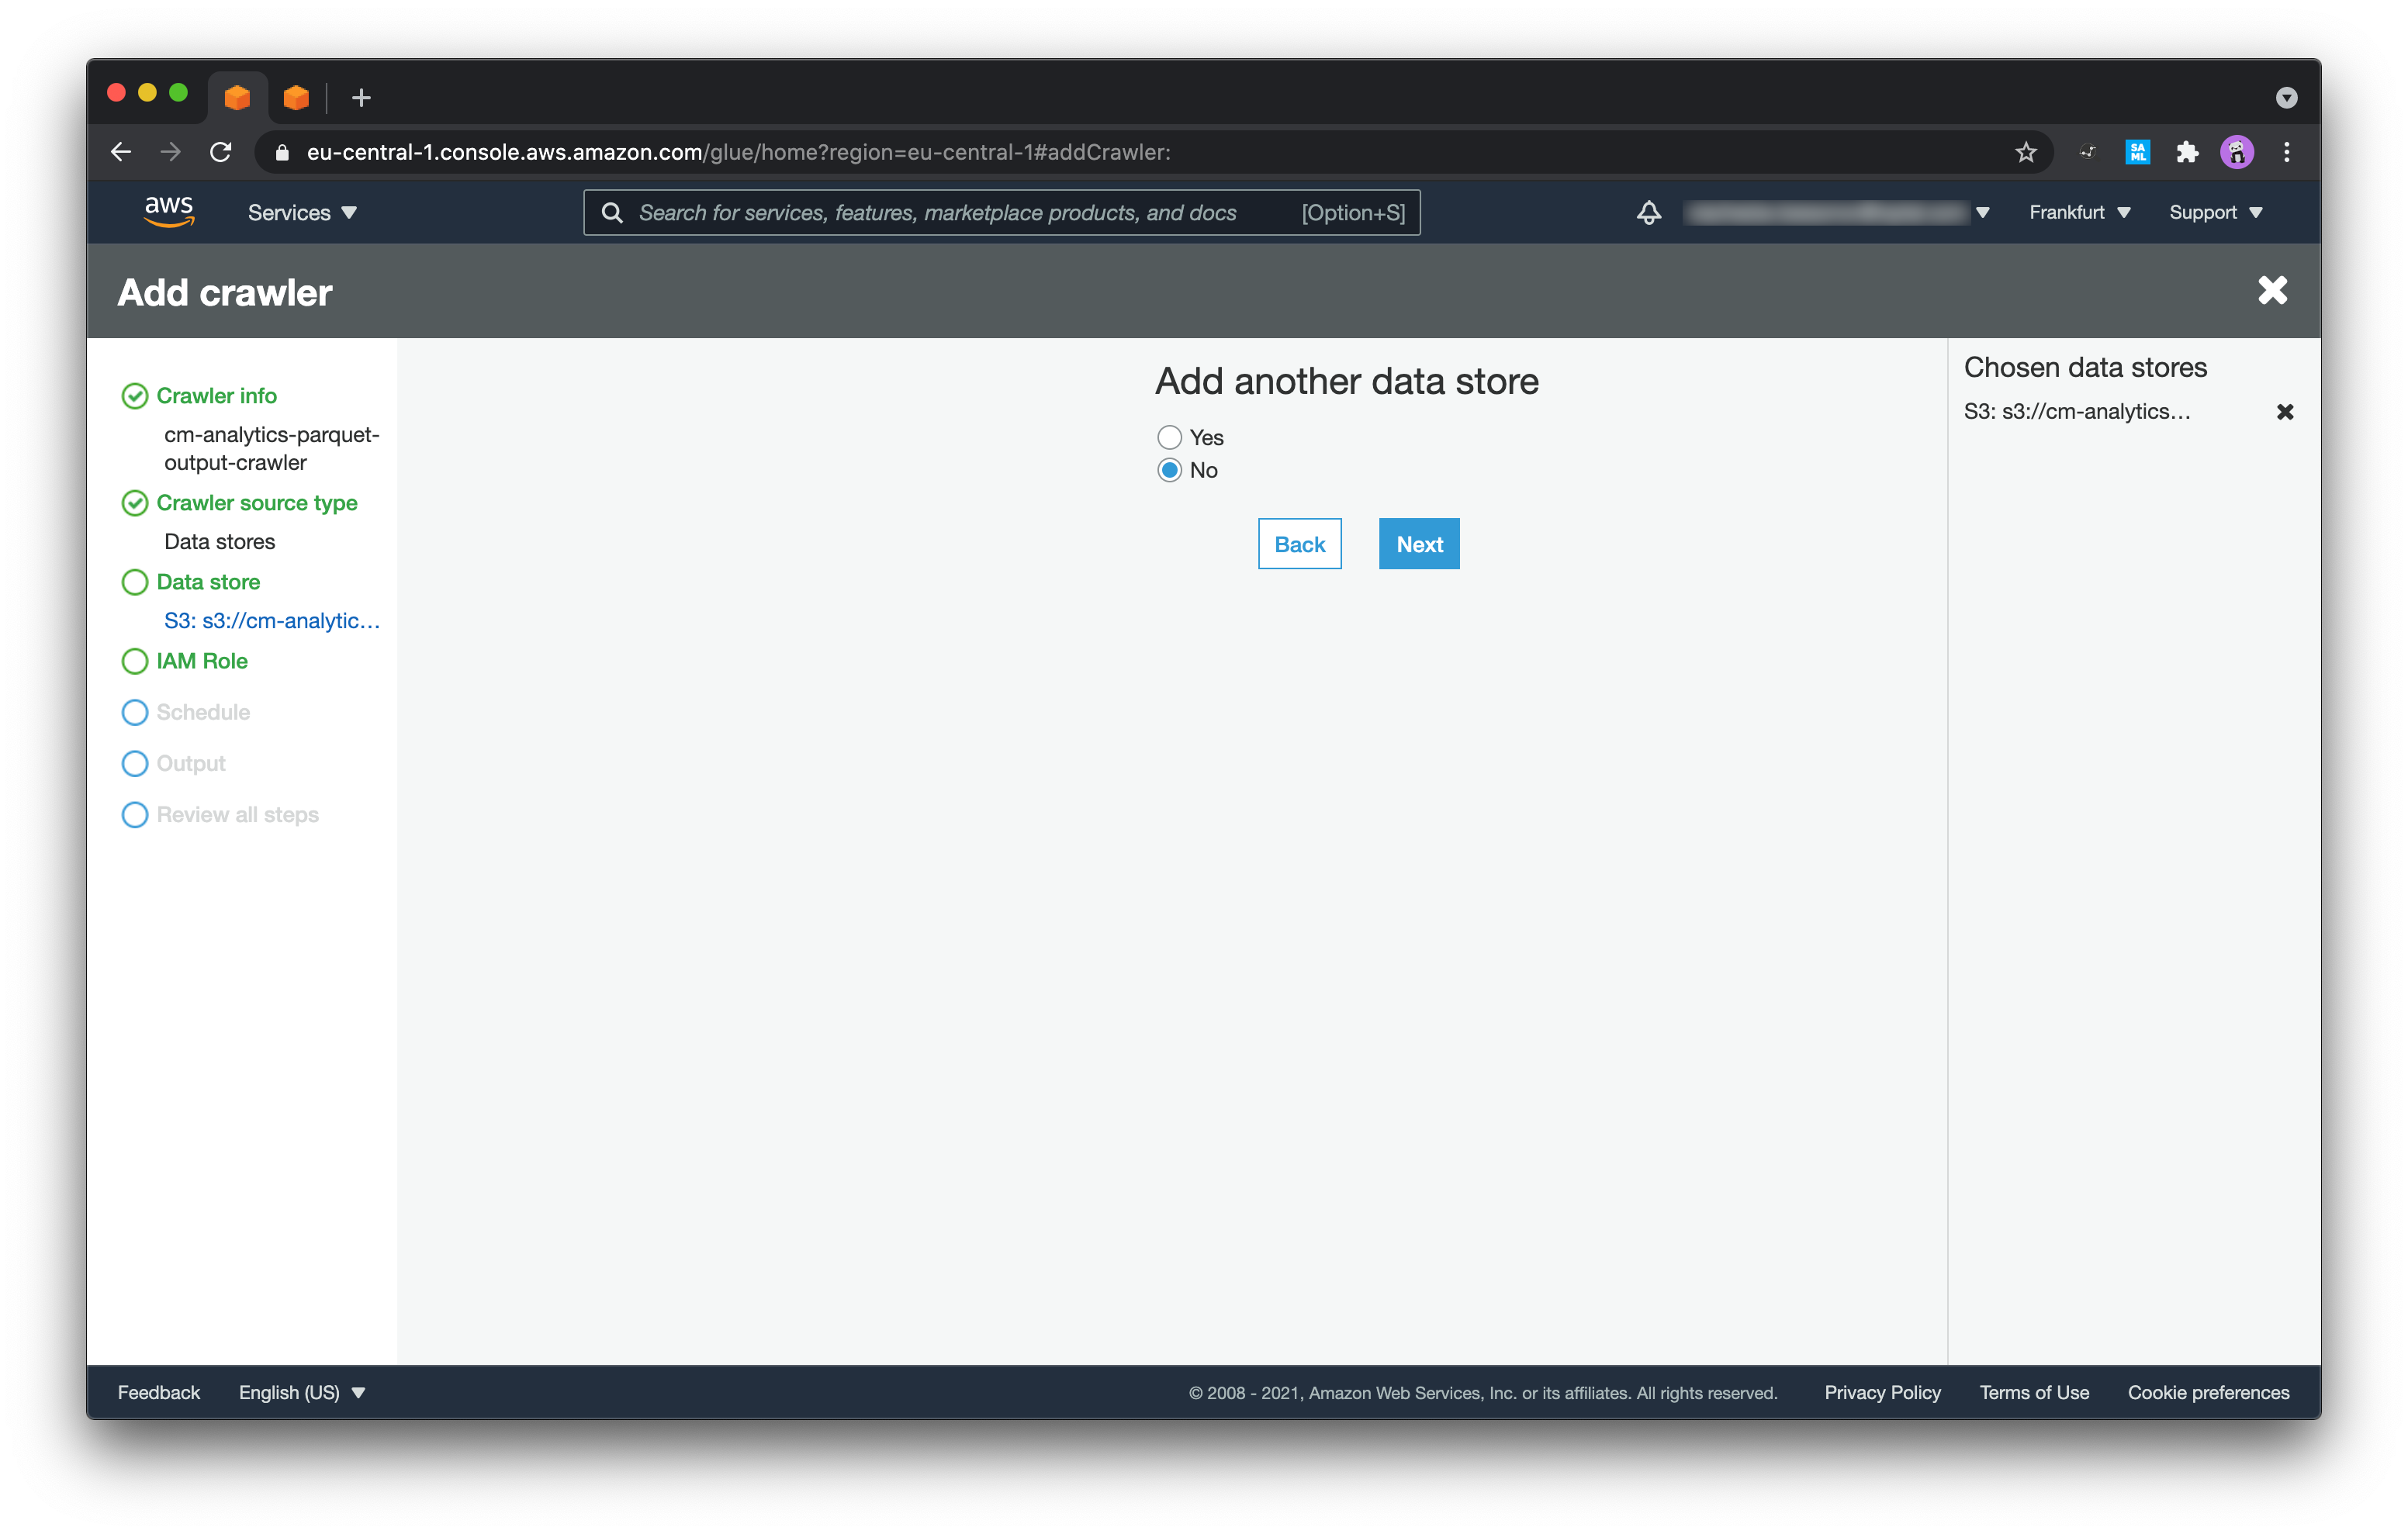 eu-central-1.console.aws.amazon.com/glue/home?region=eu-central-1#addCrawler:
SA
ML
aws
Services
Search for services, features, marketplace products, and docs
[Option+S]
Frankfurt
Support
Add crawler
Crawler info
cm-analytics-parquet-
output-crawler
Crawler source type
Data stores
Data store
S3: s3://cm-analytic...
IAM Role
Schedule
Output
Review all steps
Add another data store
Yes
No
Back
Next
Chosen data stores
S3: s3://cm-analytics...
Feedback
English (US)
© 2008 - 2021, Amazon Web Services, Inc. or its affiliates. All rights reserved.
Privacy Policy
Terms of Use
Cookie preferences